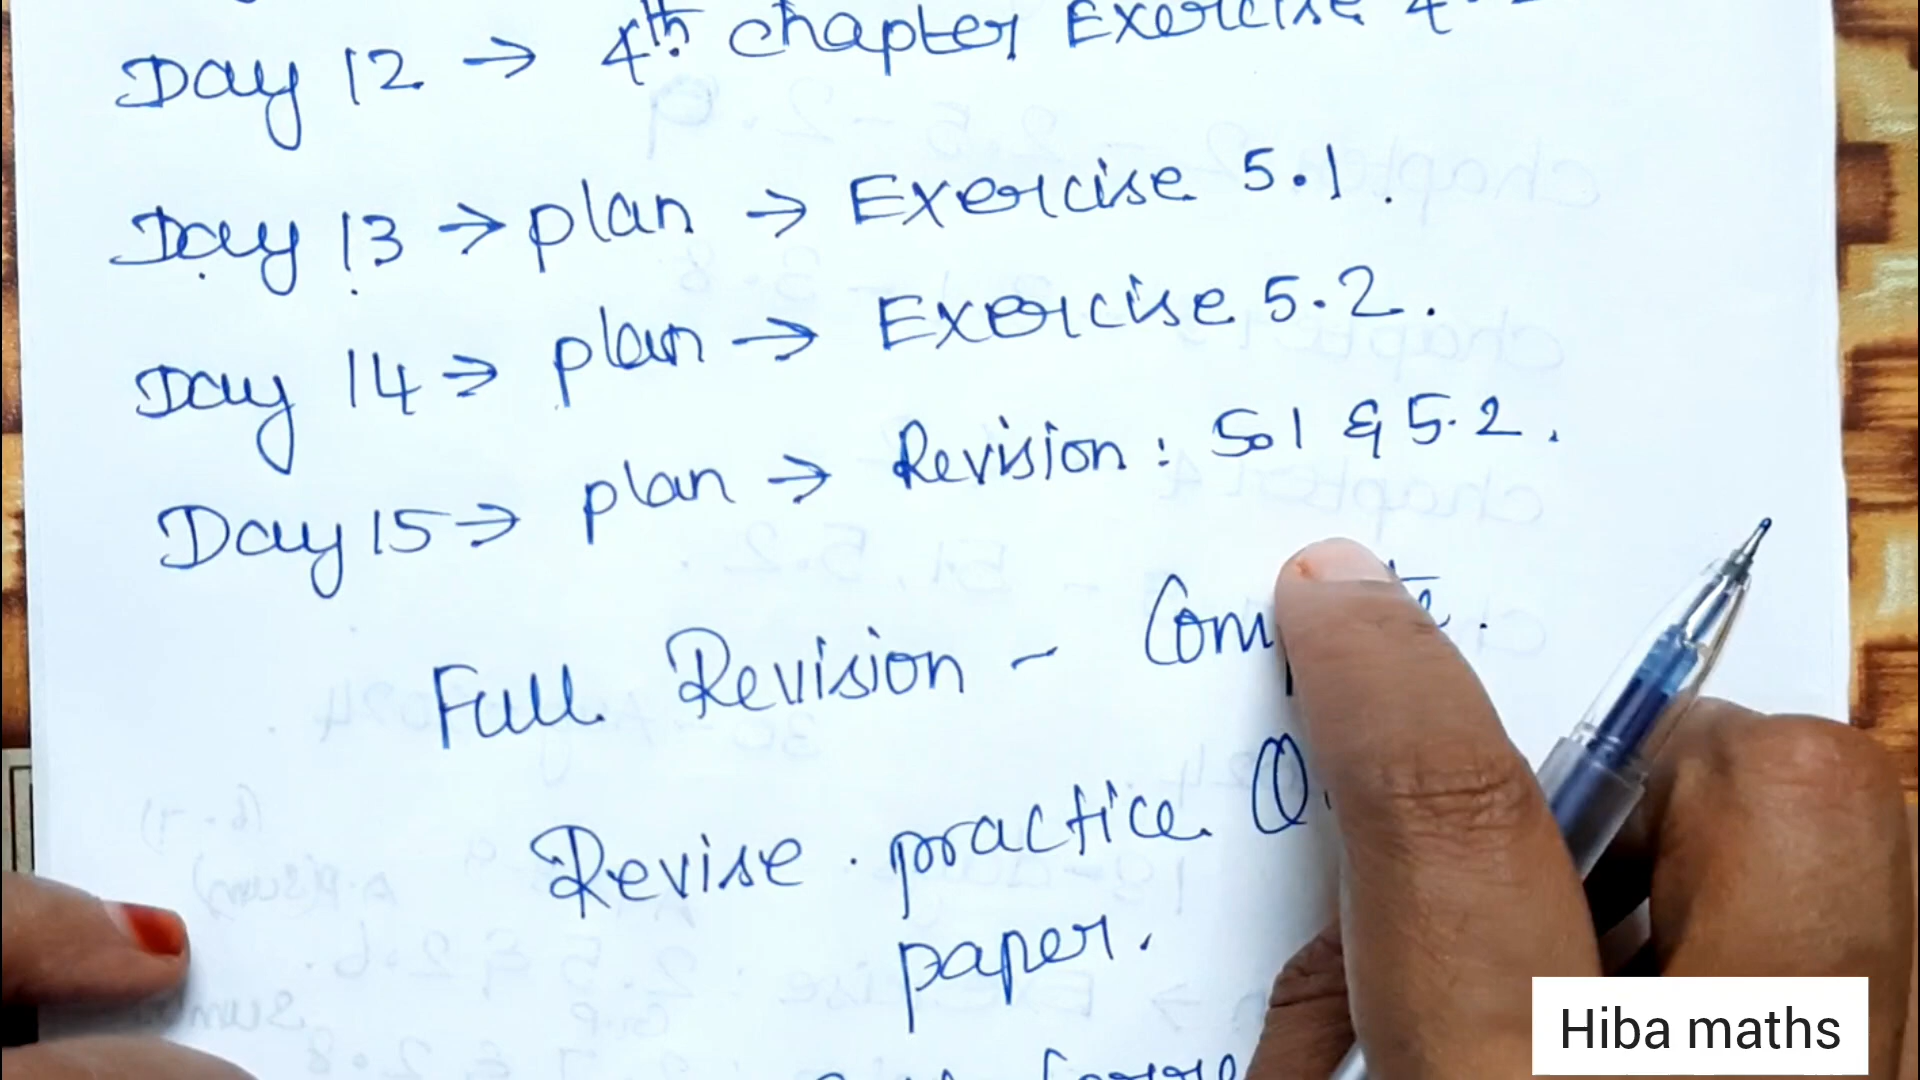 Day 12 → 4th chapter Exercise
Day 13 → plan → Exercise 5.1.
Day 14 → plan → Exercise 5.2.
Day 15 → plan → Revision : 5.1 & 5.2.
Full Revision -
Revise practice
paper.
Hiba maths